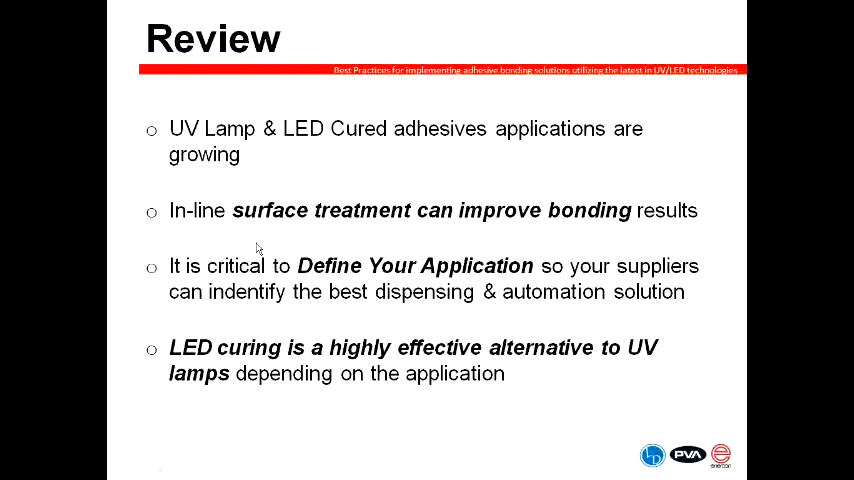 Review
Best Practices for implementing adhesive bonding solutions utilizing the latest in UV/LED technologies
UV Lamp & LED Cured adhesives applications are
growing
In-line surface treatment can improve bonding results
It is critical to Define Your Application so your suppliers
can indentify the best dispensing & automation solution
LED curing is a highly effective alternative to UV
lamps depending on the application
PVA
enercon